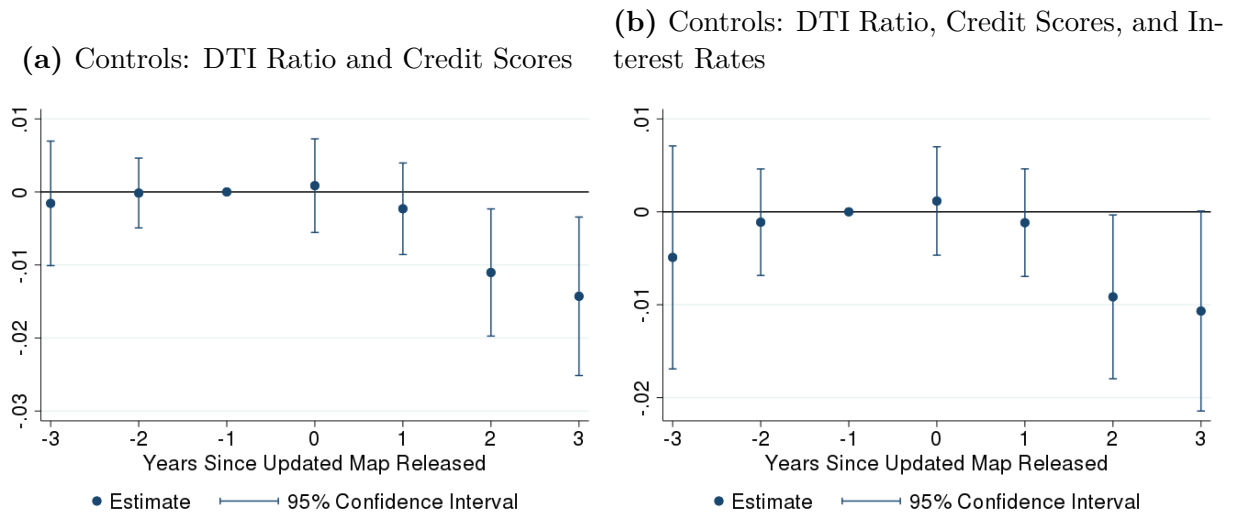 (a) Controls: DTI Ratio and Credit Scores
.01
0
-.01
-.02
-.03
-3 -2 -1 0 1 2 3
Years Since Updated Map Released
Estimate 95% Confidence Interval
(b) Controls: DTI Ratio, Credit Scores, and In-
terest Rates
.01
0
-.01
-.02
-3 -2 -1 0 1 2 3
Years Since Updated Map Released
Estimate 95% Confidence Interval